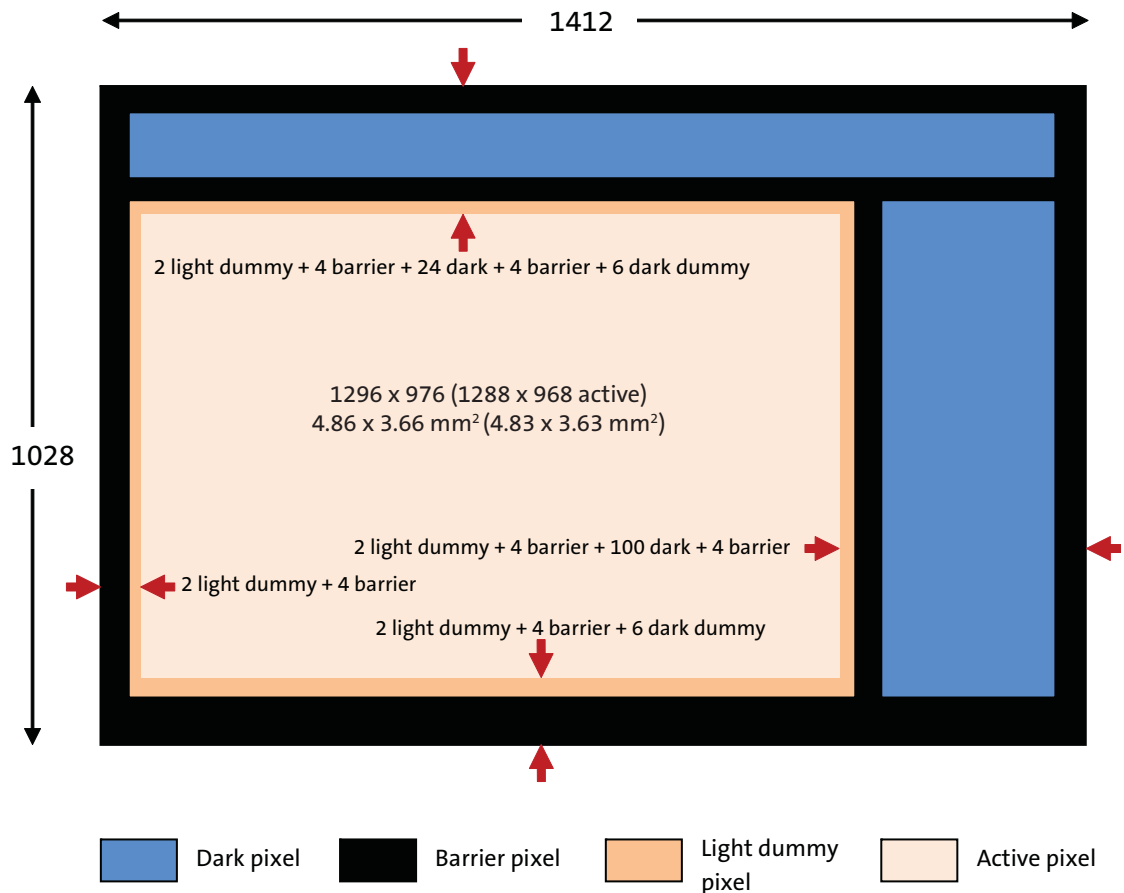 1412
2 light dummy + 4 barrier + 24 dark + 4 barrier + 6 dark dummy
1296 x 976 (1288 x 968 active)
4.86 x 3.66 mm² (4.83 x 3.63 mm²)
1028
2 light dummy + 4 barrier + 100 dark + 4 barrier
2 light dummy + 4 barrier
2 light dummy + 4 barrier + 6 dark dummy
Dark pixel
Barrier pixel
Light dummy
pixel
Active pixel